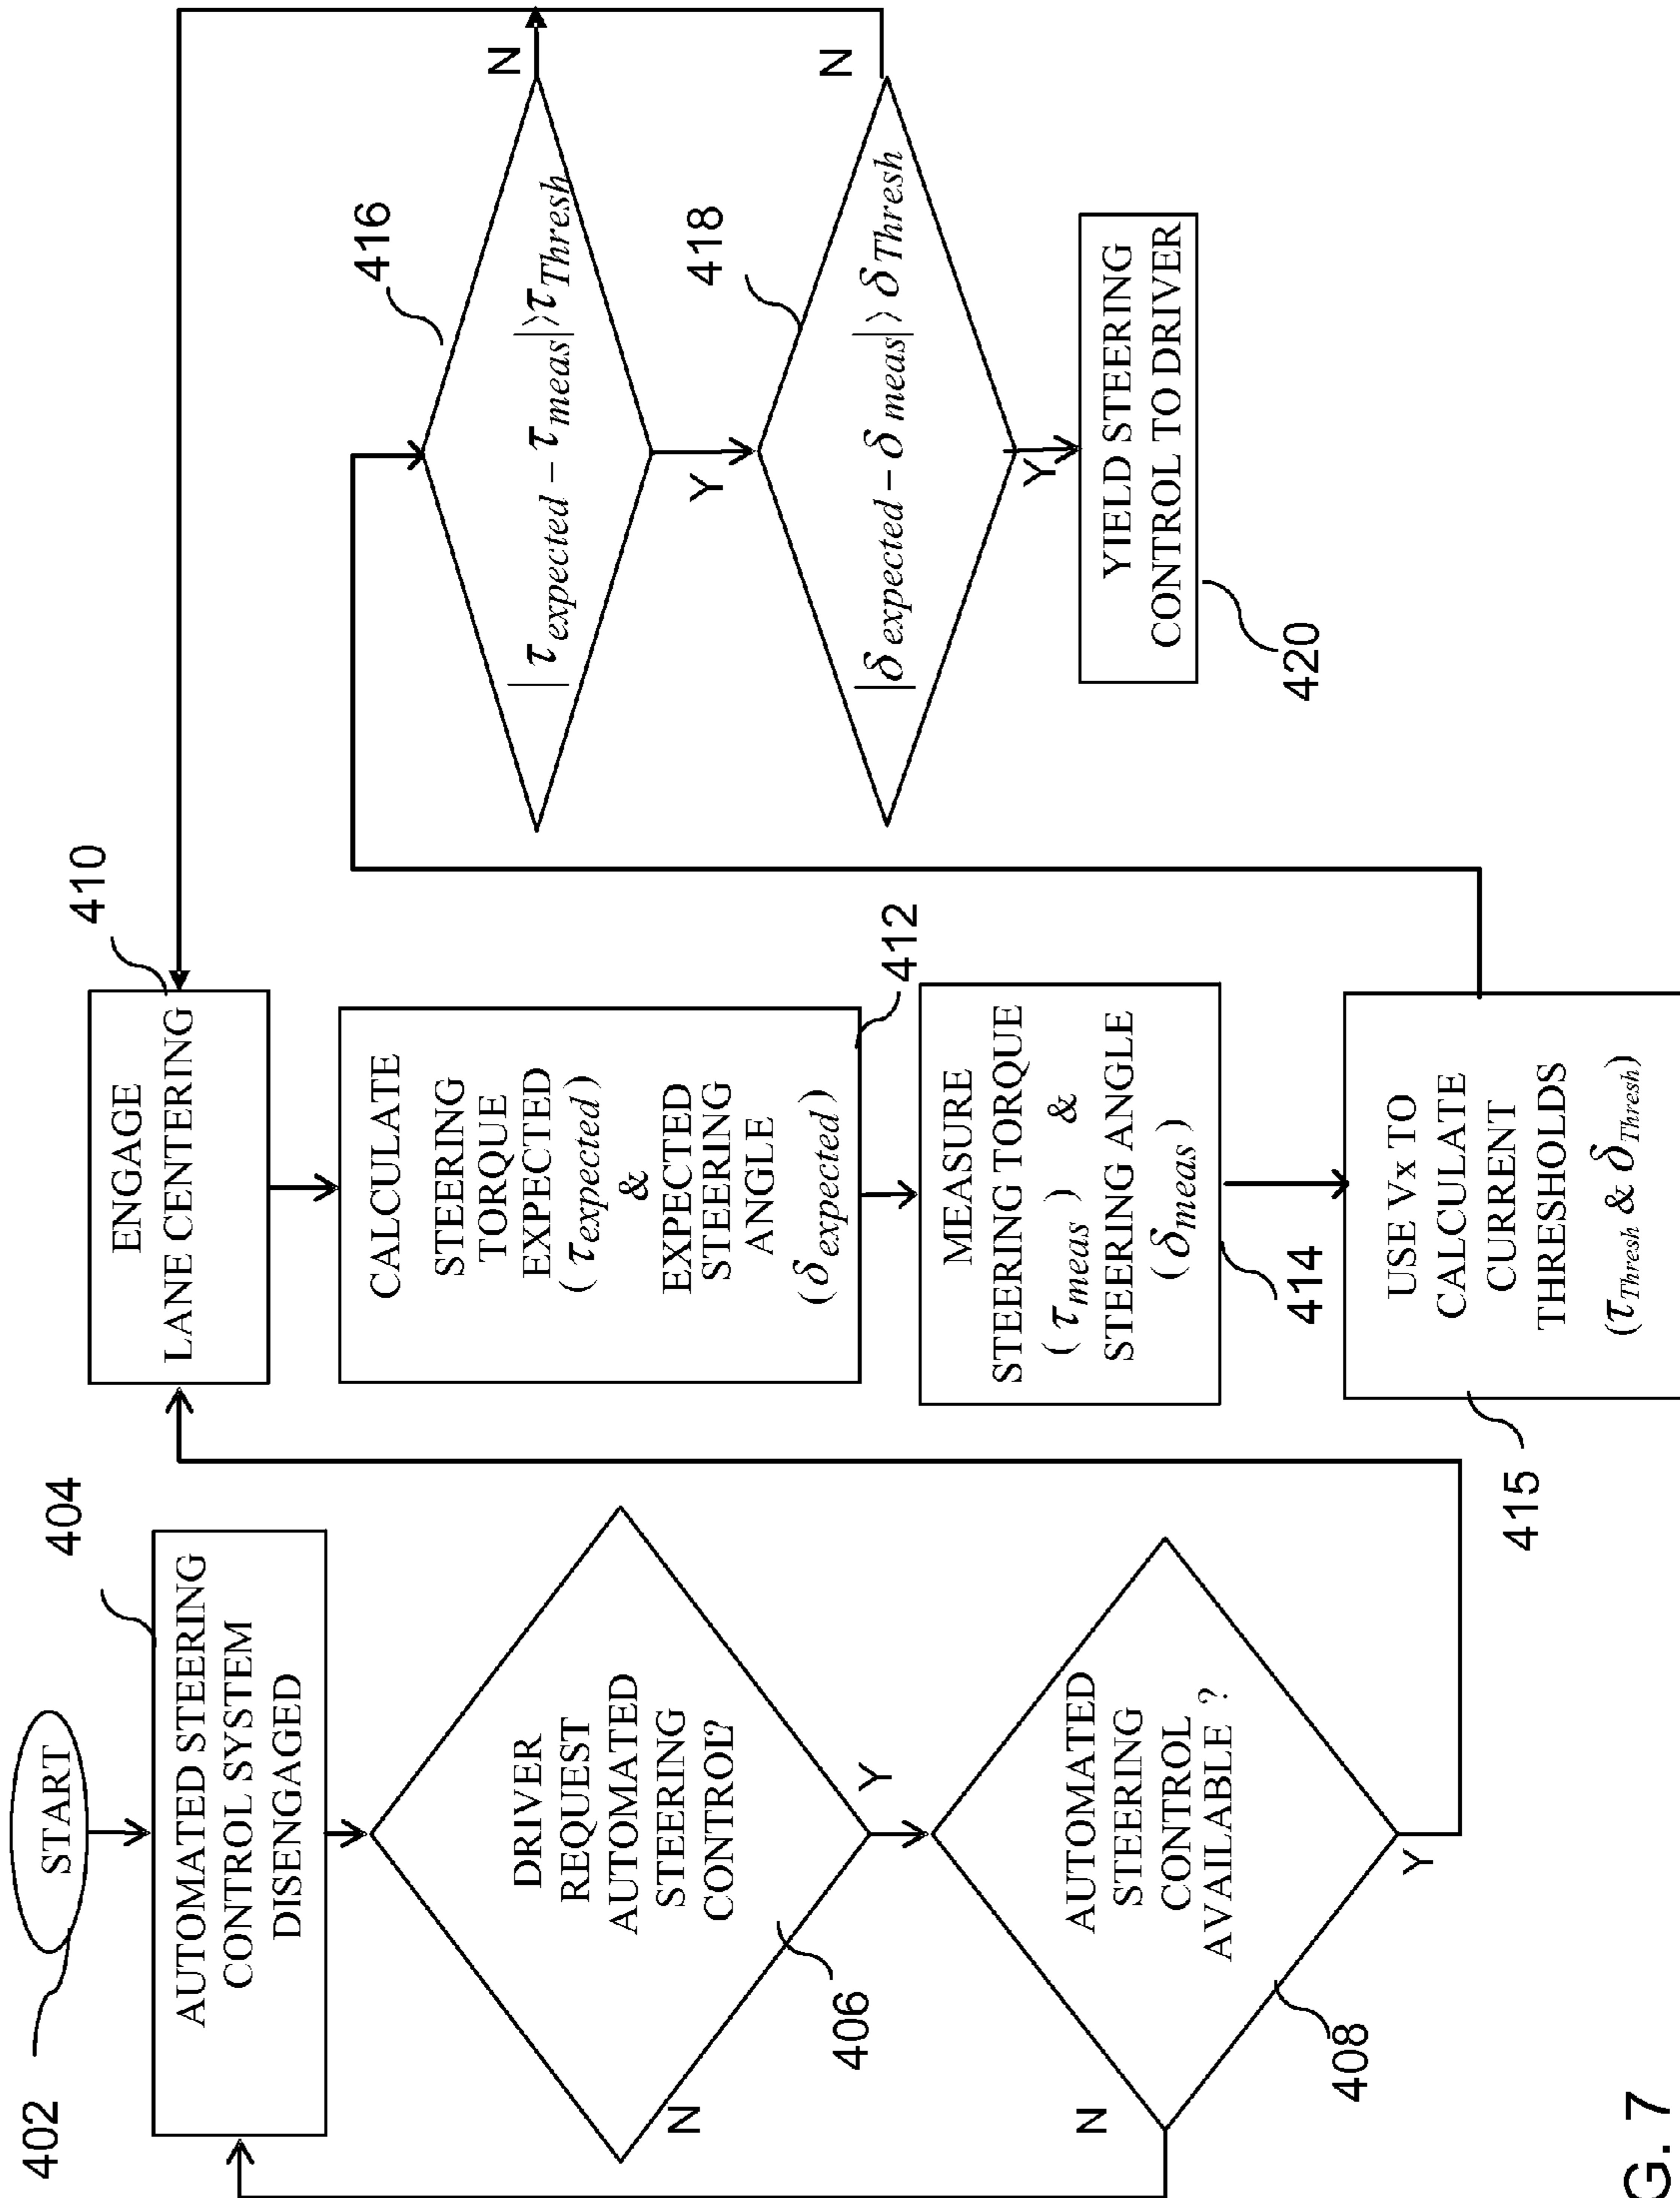 402
START
404
AUTOMATED STEERING
CONTROL SYSTEM
DISENGAGED
DRIVER
REQUEST
AUTOMATED
STEERING
CONTROL?
406
N
Y
AUTOMATED
STEERING
CONTROL
AVAILABLE ?
408
N
Y
410
ENGAGE
LANE CENTERING
CALCULATE
STEERING
TORQUE
EXPECTED
(τexpected)
&
EXPECTED
STEERING
ANGLE
(δexpected)
412
MEASURE
STEERING TORQUE
(τmeas) &
STEERING ANGLE
(δmeas)
414
USE Vx TO
CALCULATE
CURRENT
THRESHOLDS
(τThresh & δThresh)
415
416
|τexpected − τmeas|⟩τThresh
N
Y
418
|δexpected − δmeas|⟩ δThresh
N
Y
YIELD STEERING
CONTROL TO DRIVER
420
G. 7